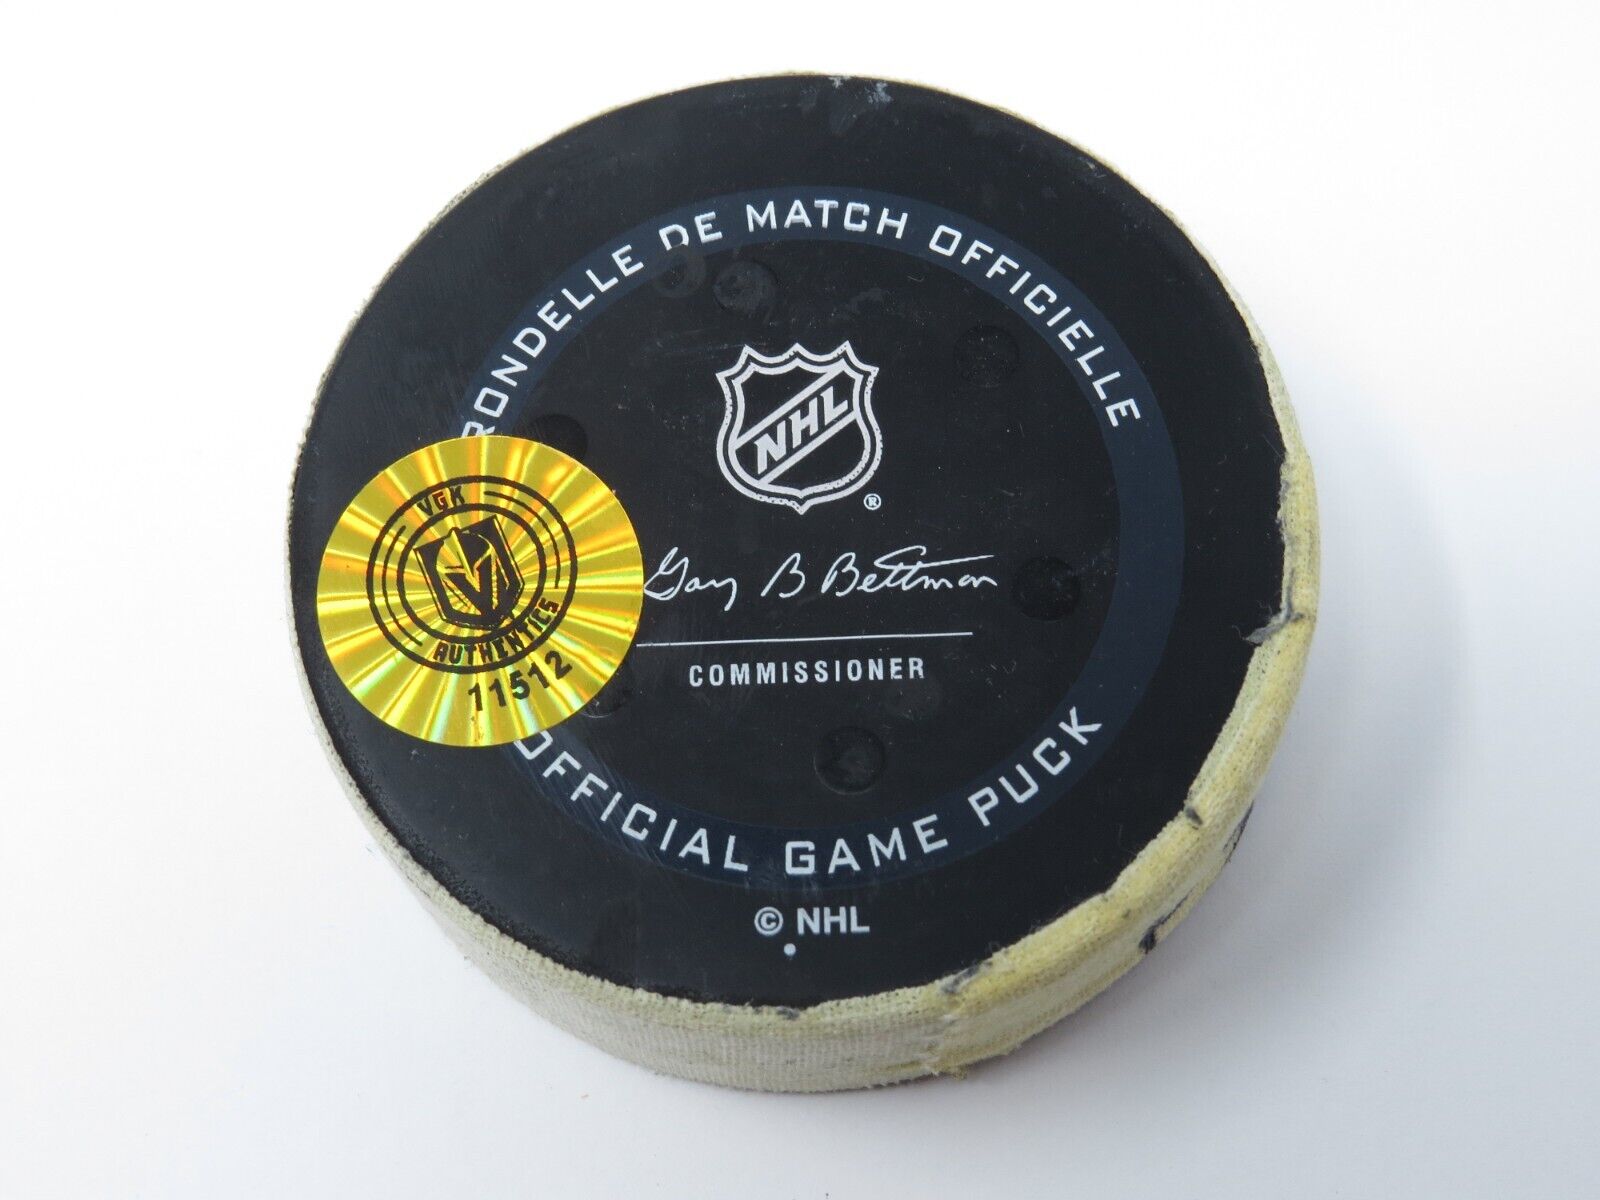 RONDELLE DE MATCH OFFICIELLE
NHL
®
Gary B Bettman
COMMISSIONER
VGK
AUTHENTICS
11512
OFFICIAL GAME PUCK
© NHL